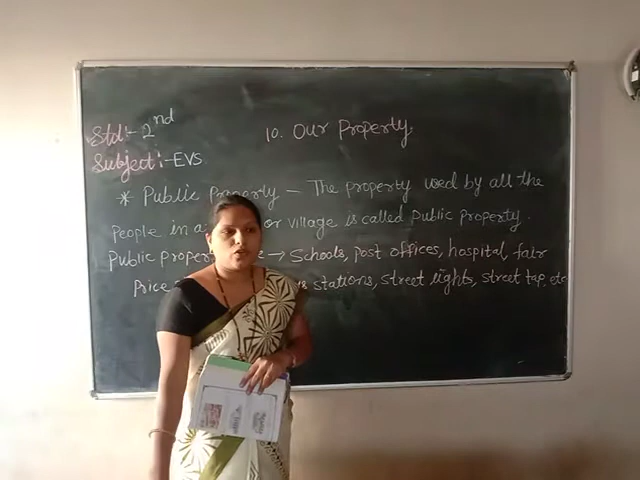 Std:- 2nd
10. Our Property
Subject:- EVS
* Public Property – The property used by all the
people in a or village is called public property.
Public → Schools, post offices, hospital, fair
Price stations, street lights, street tap, etc